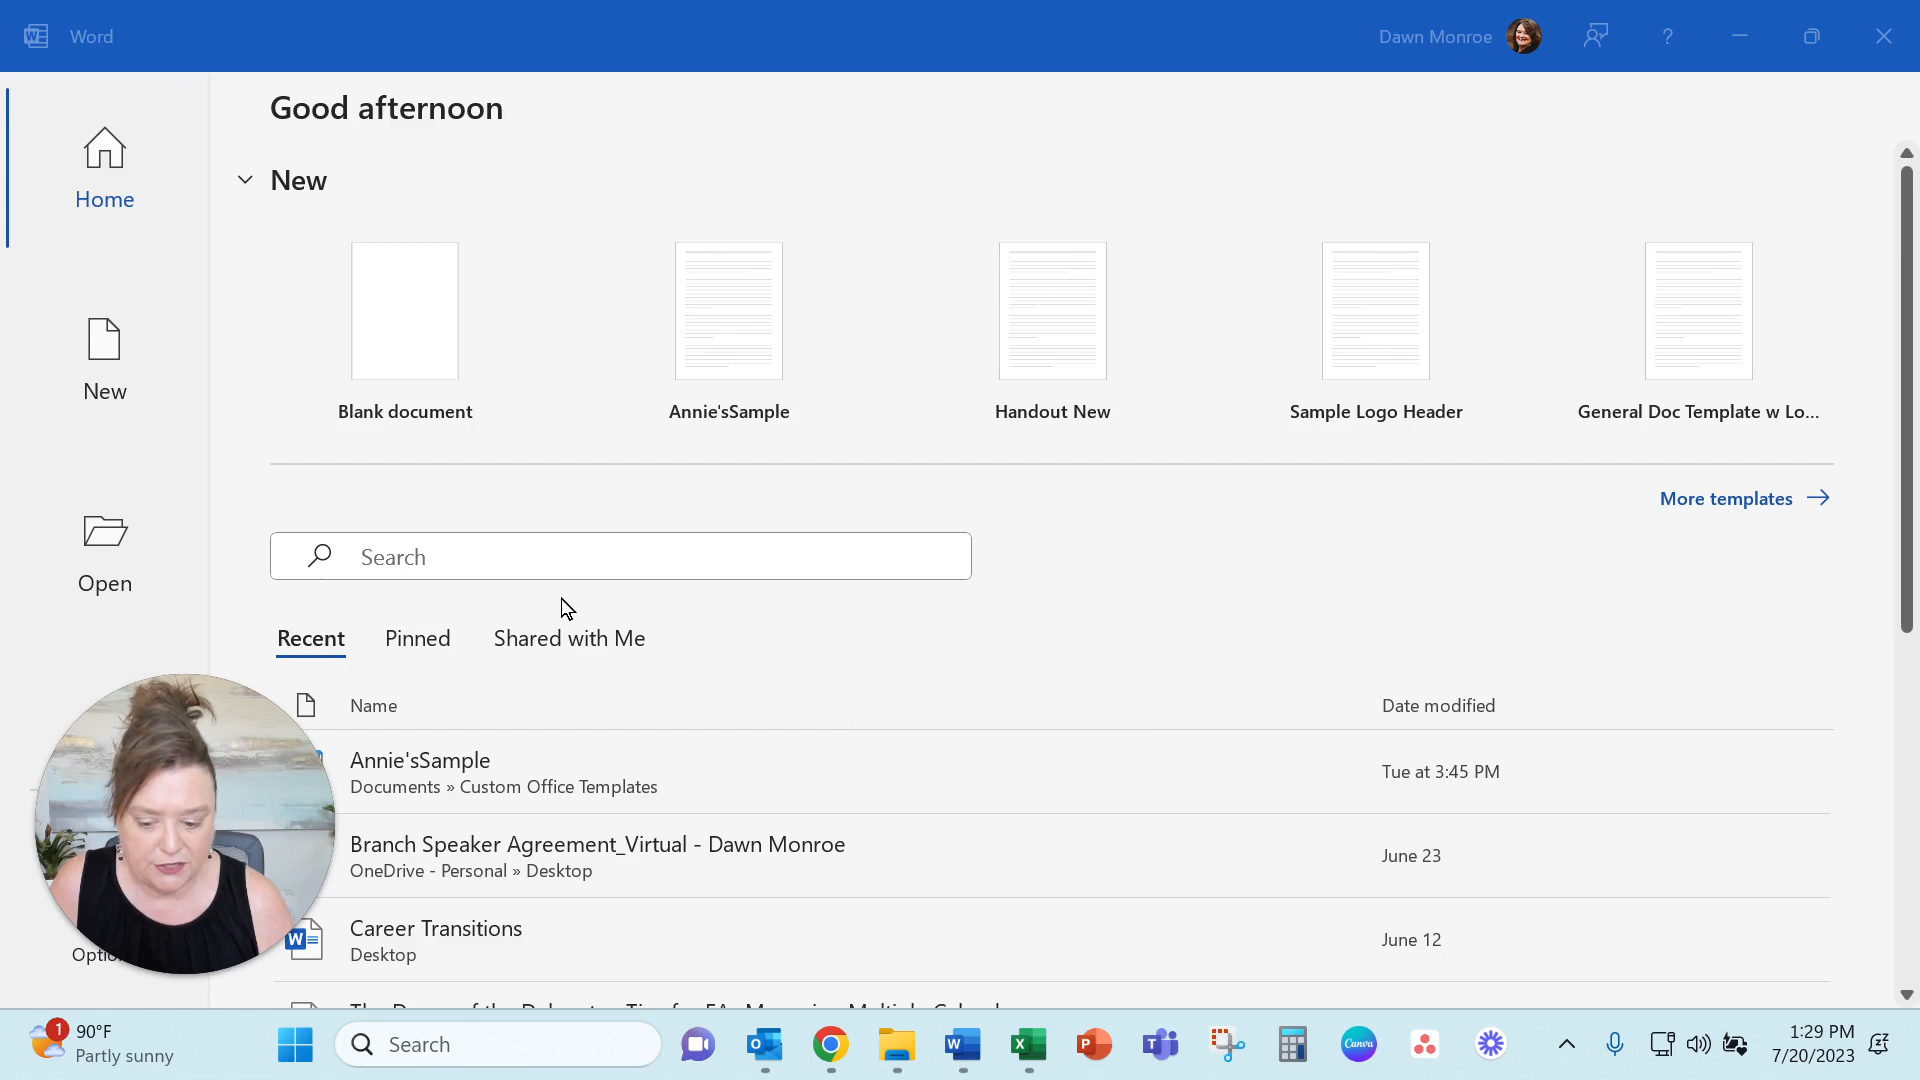 Word
Dawn Monroe
?
Good afternoon
Home
New
Blank document
Annie'sSample
Handout New
Sample Logo Header
General Doc Template w Lo...
New
More templates
Search
Open
Recent
Pinned
Shared with Me
Name
Date modified
Annie'sSample
Documents » Custom Office Templates
Tue at 3:45 PM
Branch Speaker Agreement_Virtual - Dawn Monroe
OneDrive - Personal » Desktop
June 23
Career Transitions
Desktop
June 12
1
90°F
Partly sunny
Search
Canva
1:29 PM
7/20/2023